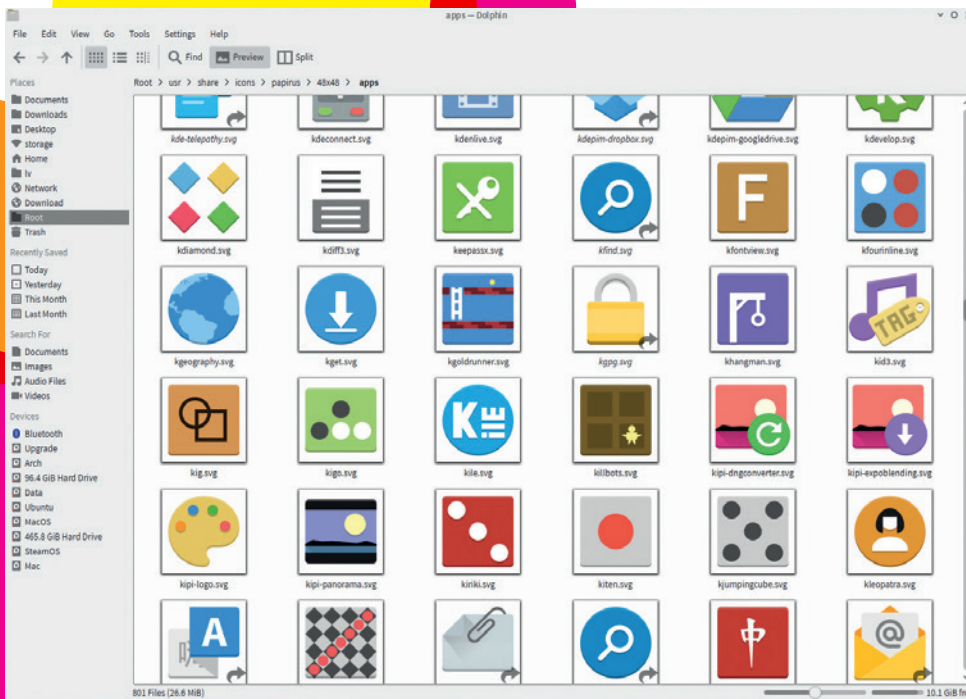 apps — Dolphin
File Edit View Go Tools Settings Help
Find Preview Split
Places
Root > usr > share > icons > papirus > 48x48 > apps
Documents
Downloads
Desktop
storage
Home
lv
Network
Download
Root
Trash
Recently Saved
Today
Yesterday
This Month
Last Month
Search For
Documents
Images
Audio Files
Videos
Devices
Bluetooth
Upgrade
Arch
96.4 GiB Hard Drive
Data
Ubuntu
MacOS
465.8 GiB Hard Drive
SteamOS
Mac
kde-telepathy.svg kdeconnect.svg kdenlive.svg kdepim-dropbox.svg kdepim-googledrive.svg kdevelop.svg
F
kdiamond.svg kdiff3.svg keepassx.svg kfind.svg kfontview.svg kfourinline.svg
TAG
kgeography.svg kget.svg kgoldrunner.svg kgpg.svg khangman.svg kid3.svg
Kile
kig.svg kigo.svg kile.svg killbots.svg kipi-dngconverter.svg kipi-expoblending.svg
kipi-logo.svg kipi-panorama.svg kiriki.svg kiten.svg kjumpingcube.svg kleopatra.svg
A 中 @
801 Files (26.6 MiB)
10.1 GiB